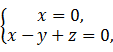 x = 0,
x − y + z = 0,